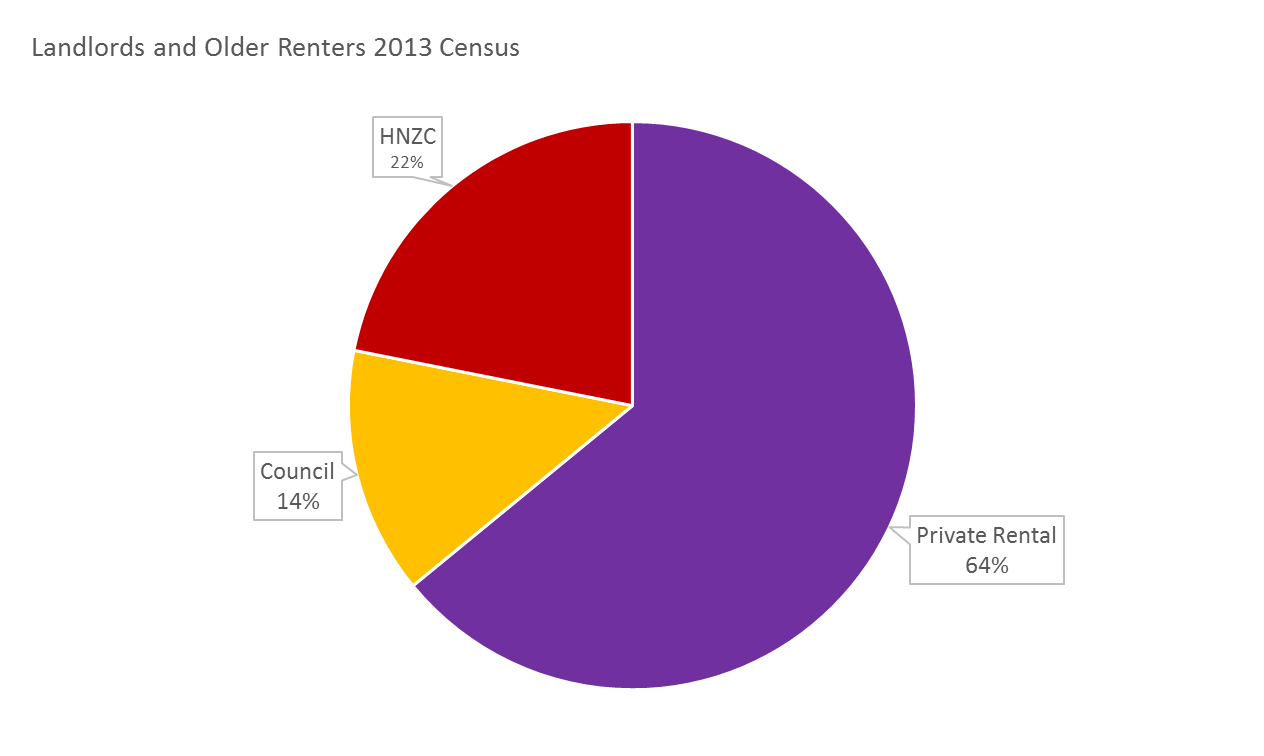 Landlords and Older Renters 2013 Census
HNZC
22%
Council
14%
Private Rental
64%